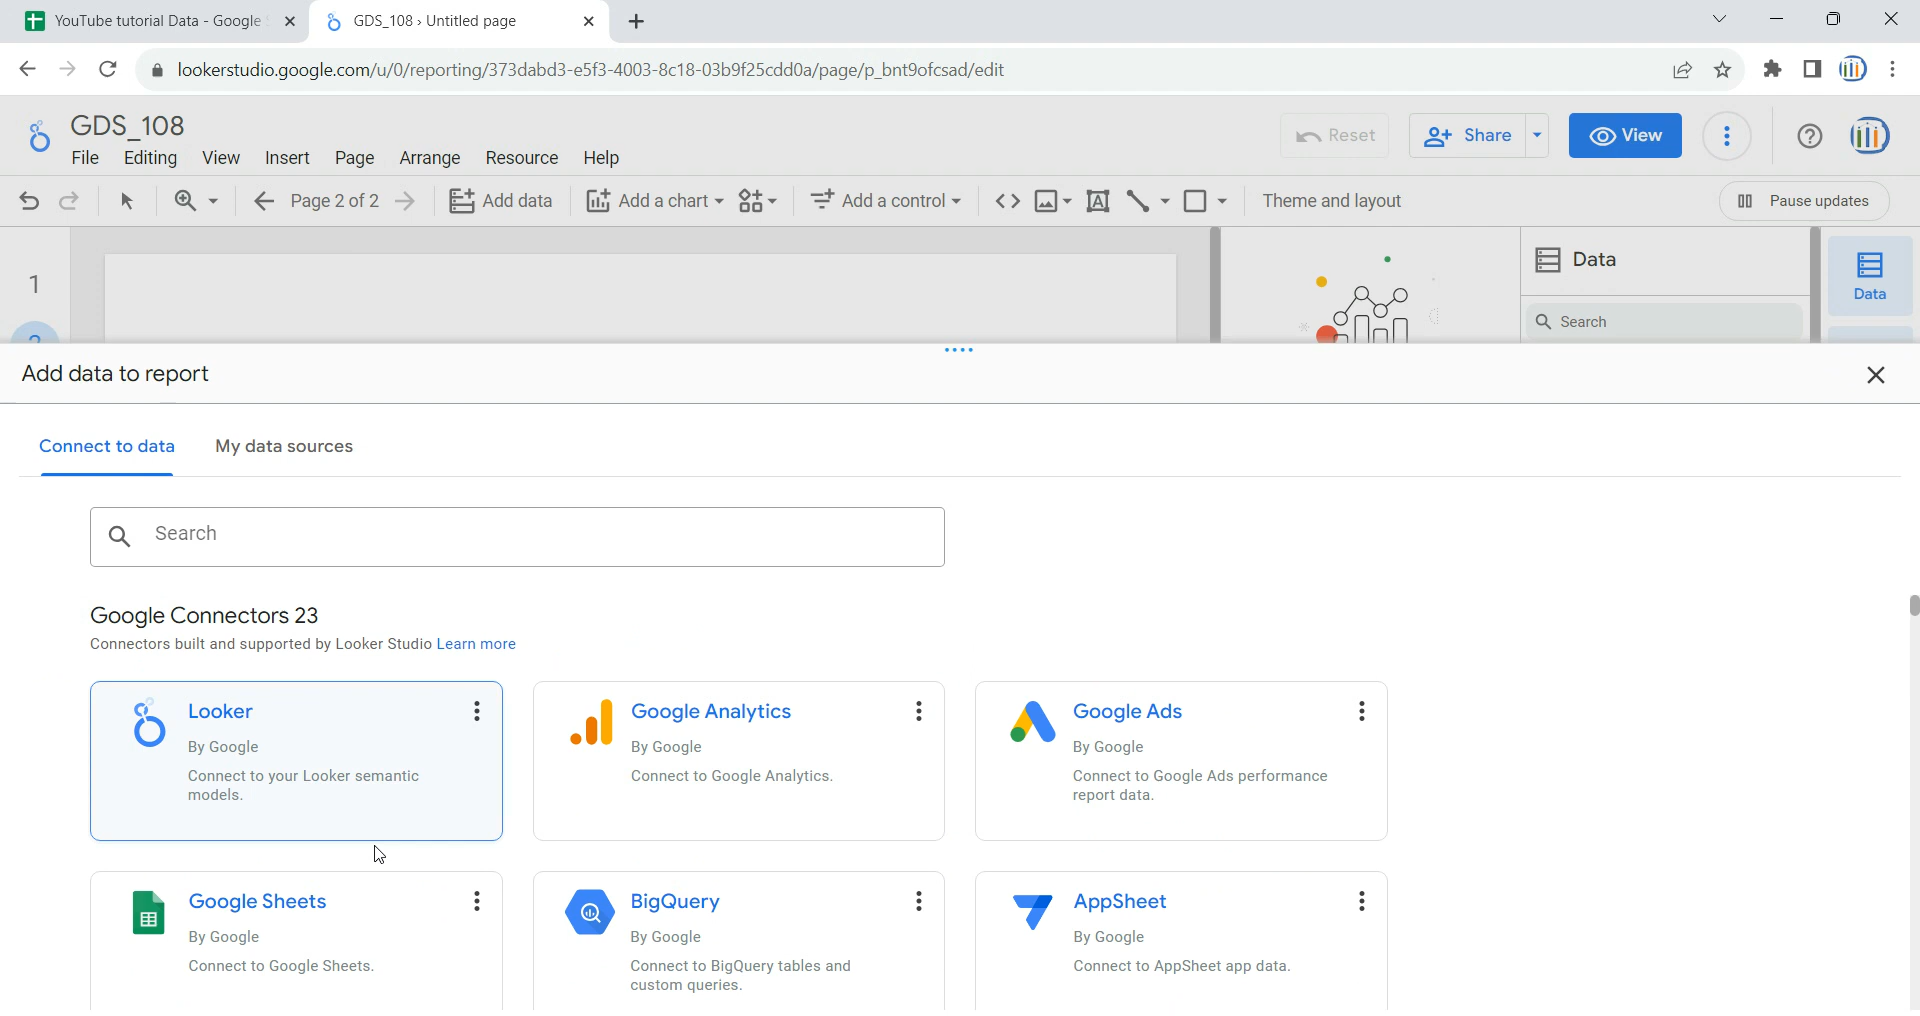 YouTube tutorial Data - Google
GDS_108 › Untitled page
lookerstudio.google.com/u/0/reporting/373dabd3-e5f3-4003-8c18-03b9f25cdd0a/page/p_bnt9ofcsad/edit
GDS_108
File Editing View Insert Page Arrange Resource Help
Reset
Share
View
Page 2 of 2
Add data
Add a chart
Add a control
Theme and layout
Pause updates
1
2
Data
Search
Data
Add data to report
Connect to data
My data sources
Search
Google Connectors 23
Connectors built and supported by Looker Studio Learn more
Looker
By Google
Connect to your Looker semantic
models.
Google Analytics
By Google
Connect to Google Analytics.
Google Ads
By Google
Connect to Google Ads performance
report data.
Google Sheets
By Google
Connect to Google Sheets.
BigQuery
By Google
Connect to BigQuery tables and
custom queries.
AppSheet
By Google
Connect to AppSheet app data.